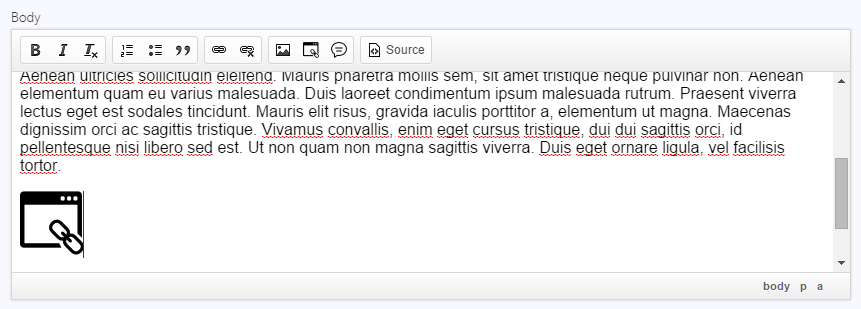 Body
B I Tx Source
Aenean ultricies sollicitudin eleifend. Mauris pharetra mollis sem, sit amet tristique neque pulvinar non. Aenean
elementum quam eu varius malesuada. Duis laoreet condimentum ipsum malesuada rutrum. Praesent viverra
lectus eget est sodales tincidunt. Mauris elit risus, gravida iaculis porttitor a, elementum ut magna. Maecenas
dignissim orci ac sagittis tristique. Vivamus convallis, enim eget cursus tristique, dui dui sagittis orci, id
pellentesque nisi libero sed est. Ut non quam non magna sagittis viverra. Duis eget ornare ligula, vel facilisis
tortor.
body p a